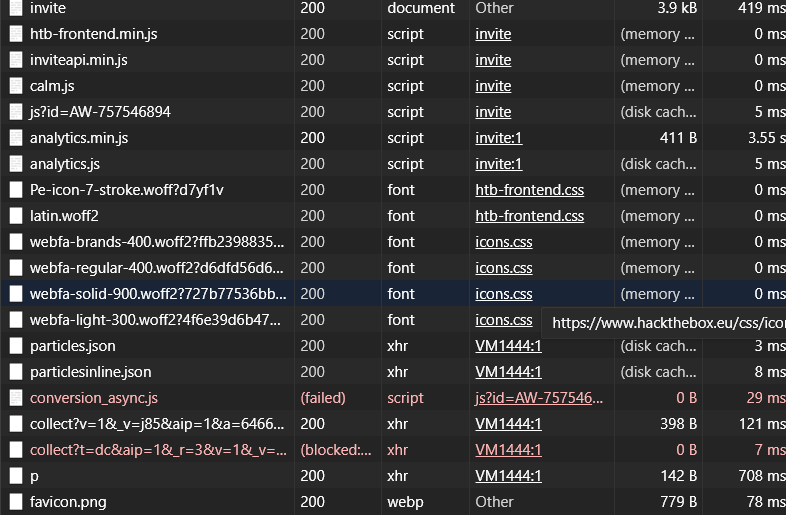 invite 200 document Other 3.9 kB 419 ms
htb-frontend.min.js 200 script invite (memory ... 0 ms
inviteapi.min.js 200 script invite (memory ... 0 ms
calm.js 200 script invite (memory ... 0 ms
js?id=AW-757546894 200 script invite (disk cach... 5 ms
analytics.min.js 200 script invite:1 411 B 3.55 s
analytics.js 200 script invite:1 (disk cach... 5 ms
Pe-icon-7-stroke.woff?d7yf1v 200 font htb-frontend.css (memory ... 0 ms
latin.woff2 200 font htb-frontend.css (memory ... 0 ms
webfa-brands-400.woff2?ffb2398835... 200 font icons.css (memory ... 0 ms
webfa-regular-400.woff2?d6dfd56d6... 200 font icons.css (memory ... 0 ms
webfa-solid-900.woff2?727b77536bb... 200 font icons.css (memory ... 0 ms
webfa-light-300.woff2?4f6e39d6b47... 200 font icons.css https://www.hackthebox.eu/css/icon
particles.json 200 xhr VM1444:1 (disk cach... 3 ms
particlesinline.json 200 xhr VM1444:1 (disk cach... 8 ms
conversion_async.js (failed) script js?id=AW-757546... 0 B 29 ms
collect?v=1&_v=j85&aip=1&a=6466... 200 xhr VM1444:1 398 B 121 ms
collect?t=dc&aip=1&_r=3&v=1&_v=... (blocked:... xhr VM1444:1 0 B 7 ms
p 200 xhr VM1444:1 142 B 708 ms
favicon.png 200 webp Other 779 B 78 ms